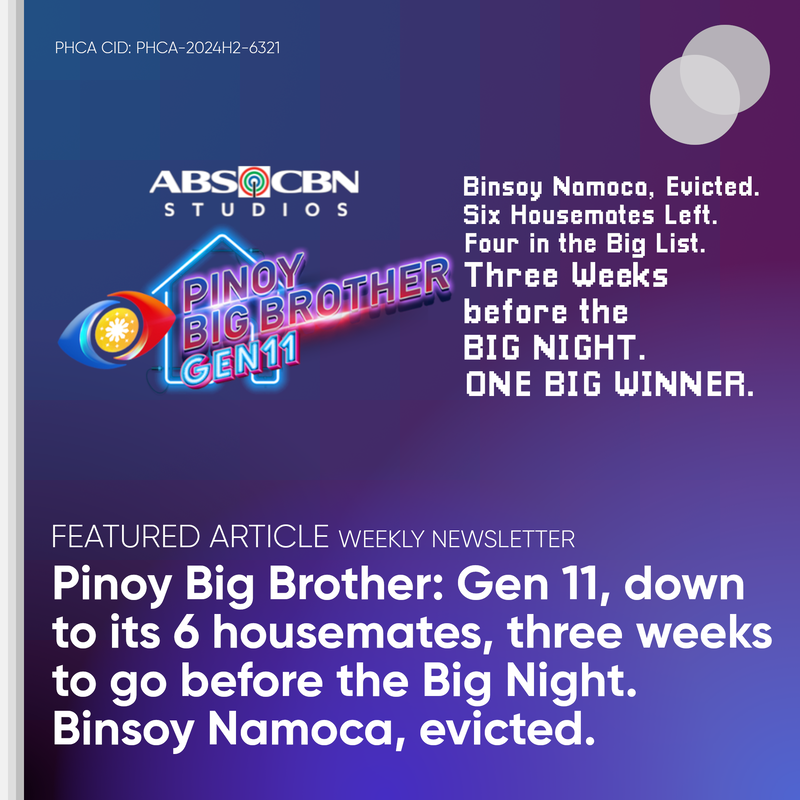 PHCA CID: PHCA-2024H2-6321
ABS CBN
STUDIOS
PINOY
BIG BROTHER
GEN11
Binsoy Namoca, Evicted.
Six Housemates Left.
Four in the Big List.
Three Weeks
before the
BIG NIGHT.
ONE BIG WINNER.
FEATURED ARTICLE WEEKLY NEWSLETTER
Pinoy Big Brother: Gen 11, down
to its 6 housemates, three weeks
to go before the Big Night.
Binsoy Namoca, evicted.